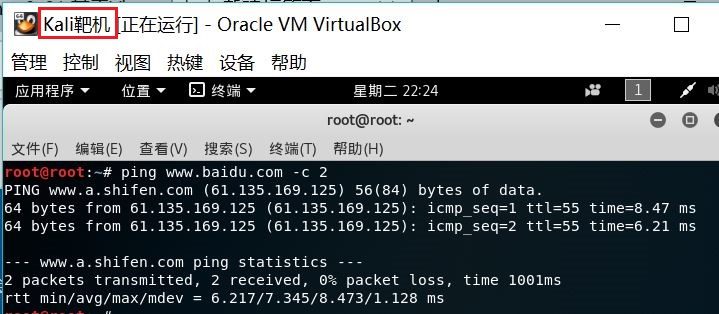 Kali靶机 [正在运行] - Oracle VM VirtualBox
管理 控制 视图 热键 设备 帮助
应用程序 位置 终端 星期二 22:24 1
root@root: ~
文件(F) 编辑(E) 查看(V) 搜索(S) 终端(T) 帮助(H)
root@root:~# ping www.baidu.com -c 2
PING www.a.shifen.com (61.135.169.125) 56(84) bytes of data.
64 bytes from 61.135.169.125 (61.135.169.125): icmp_seq=1 ttl=55 time=8.47 ms
64 bytes from 61.135.169.125 (61.135.169.125): icmp_seq=2 ttl=55 time=6.21 ms
--- www.a.shifen.com ping statistics ---
2 packets transmitted, 2 received, 0% packet loss, time 1001ms
rtt min/avg/max/mdev = 6.217/7.345/8.473/1.128 ms